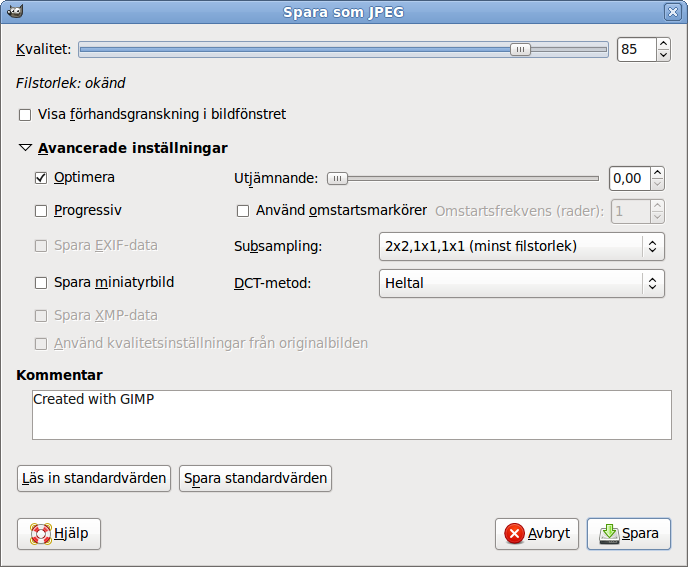 Spara som JPEG
Kvalitet: 85
Filstorlek: okänd
Visa förhandsgranskning i bildfönstret
Avancerade inställningar
Optimera Utjämnande: 0,00
Progressiv Använd omstartsmarkörer Omstartsfrekvens (rader): 1
Spara EXIF-data Subsampling: 2x2,1x1,1x1 (minst filstorlek)
Spara miniatyrbild DCT-metod: Heltal
Spara XMP-data
Använd kvalitetsinställningar från originalbilden
Kommentar
Created with GIMP
Läs in standardvärden Spara standardvärden
Hjälp Avbryt Spara